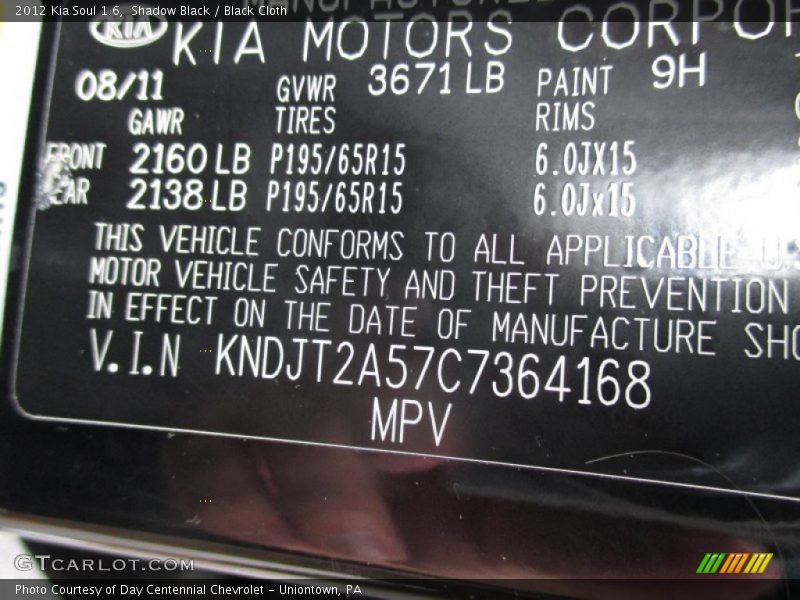 2012 Kia Soul 1.6, Shadow Black / Black Cloth
KIA KIA MOTORS
08/11 GVWR 3671 LB PAINT 9H
GAWR TIRES RIMS
FRONT 2160 LB P195/65R15 6.0JX15
2138 LB P195/65R15 6.0Jx15
THIS VEHICLE CONFORMS TO ALL APPLICABLE
MOTOR VEHICLE SAFETY AND THEFT PREVENTION
IN EFFECT ON THE DATE OF MANUFACTURE
V.I.N KNDJT2A57C7364168
MPV
GTCARLOT.COM
Photo Courtesy of Day Centennial Chevrolet - Uniontown, PA